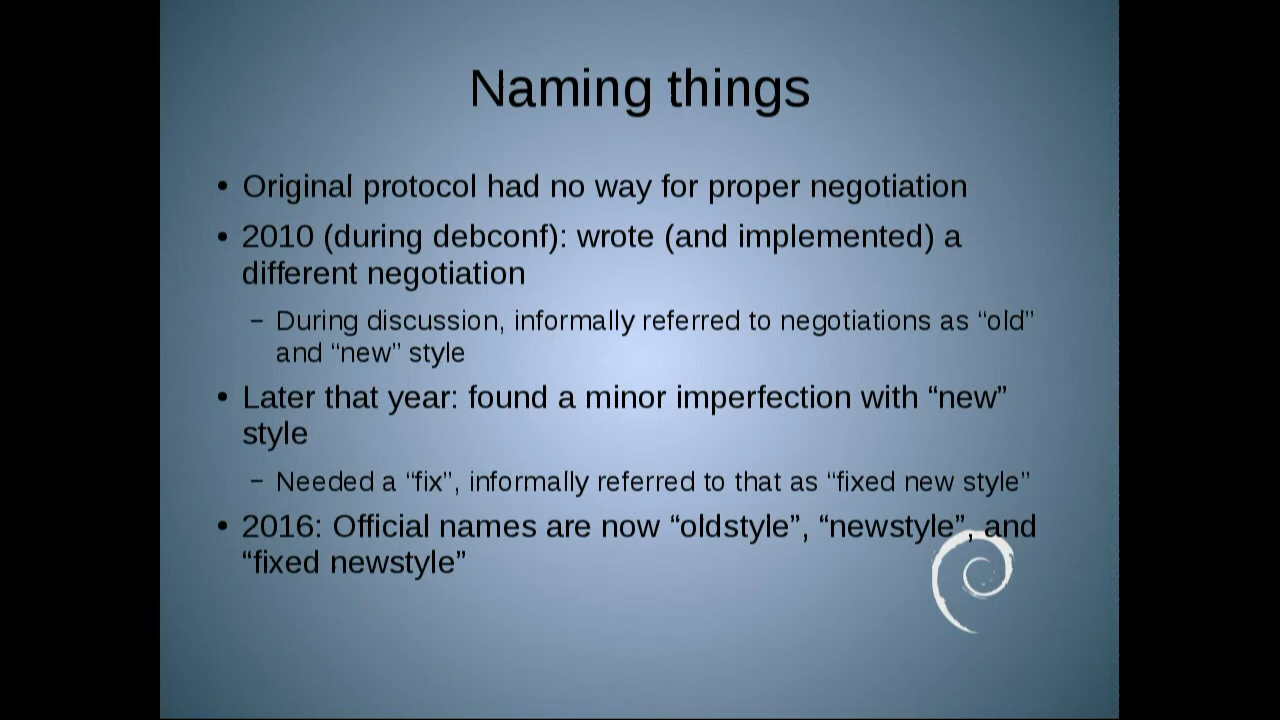 Naming things
• Original protocol had no way for proper negotiation
• 2010 (during debconf): wrote (and implemented) a
different negotiation
– During discussion, informally referred to negotiations as “old”
and “new” style
• Later that year: found a minor imperfection with “new”
style
– Needed a “fix”, informally referred to that as “fixed new style”
• 2016: Official names are now “oldstyle”, “newstyle”, and
“fixed newstyle”